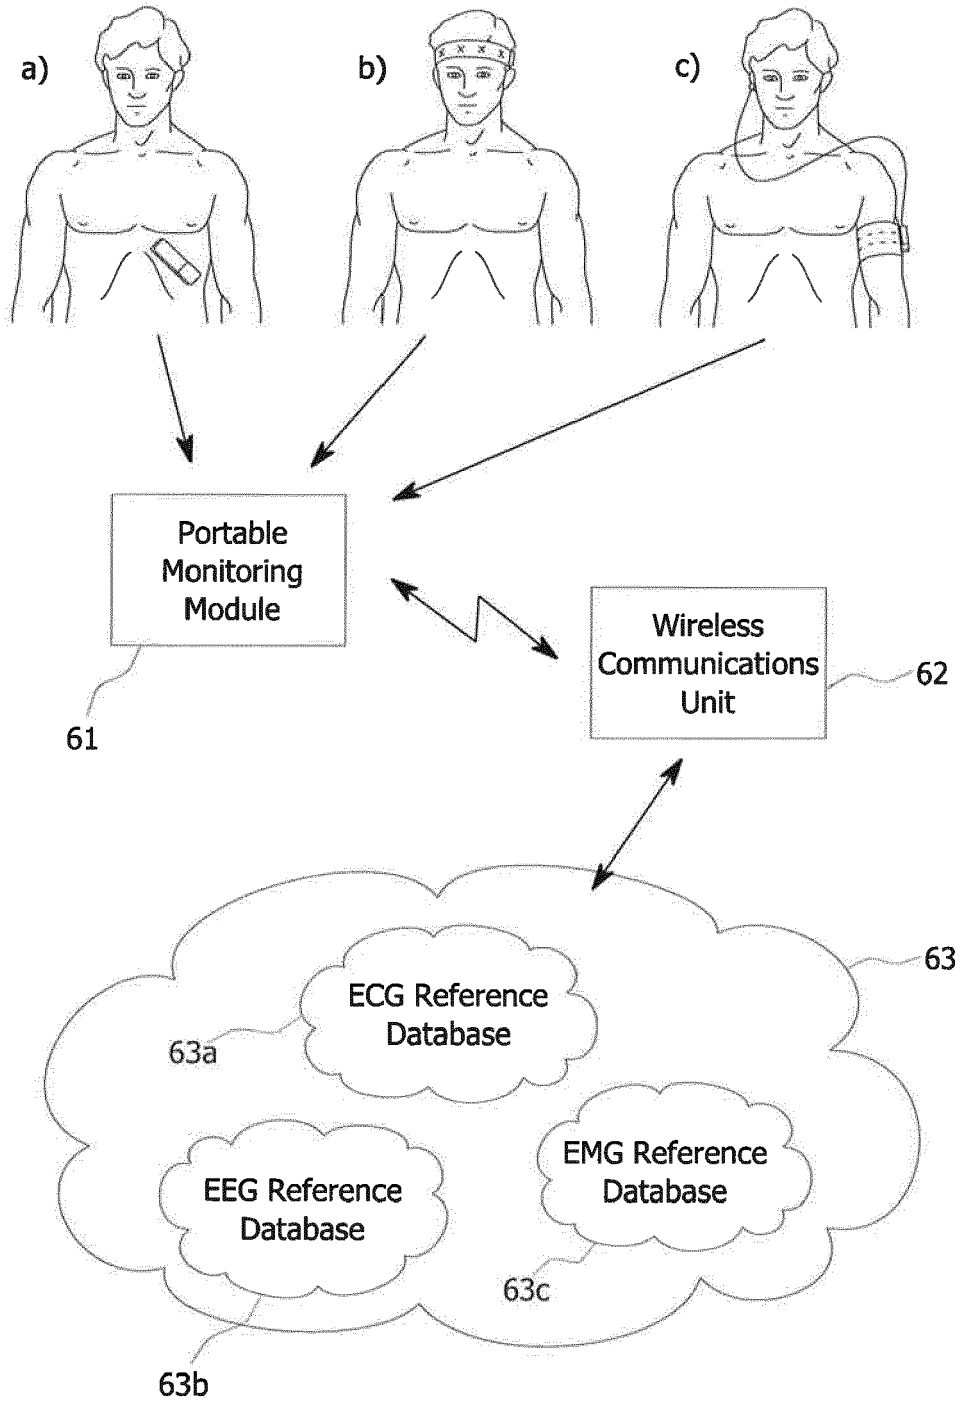 a)
b)
c)
Portable
Monitoring
Module
61
Wireless
Communications
Unit
62
63
ECG Reference
Database
63a
EMG Reference
Database
63c
EEG Reference
Database
63b